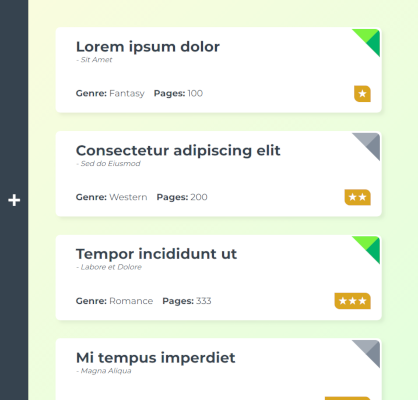 Lorem ipsum dolor
- Sit Amet
Genre: Fantasy Pages: 100
Consectetur adipiscing elit
- Sed do Eiusmod
Genre: Western Pages: 200
+
Tempor incididunt ut
- Labore et Dolore
Genre: Romance Pages: 333
Mi tempus imperdiet
- Magna Aliqua